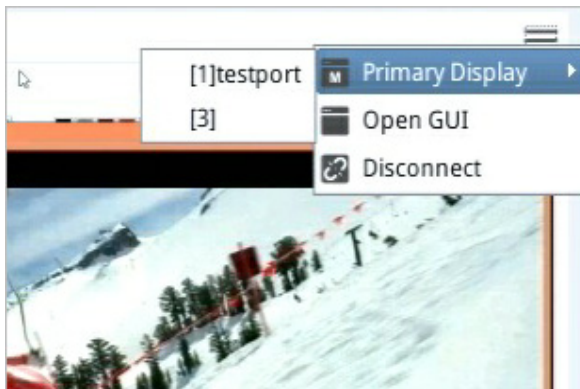 [1]testport
[3]
M Primary Display
Open GUI
Disconnect